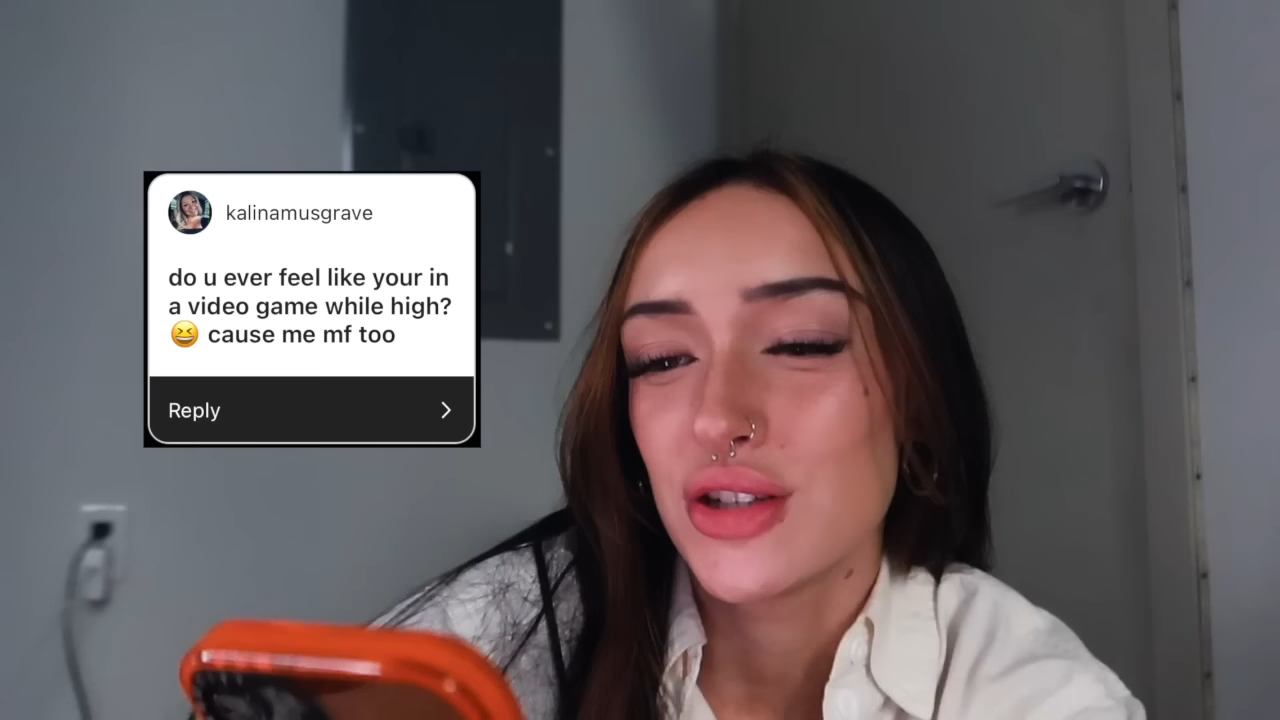 kalinamusgrave
do u ever feel like your in
a video game while high?
😆 cause me mf too
Reply